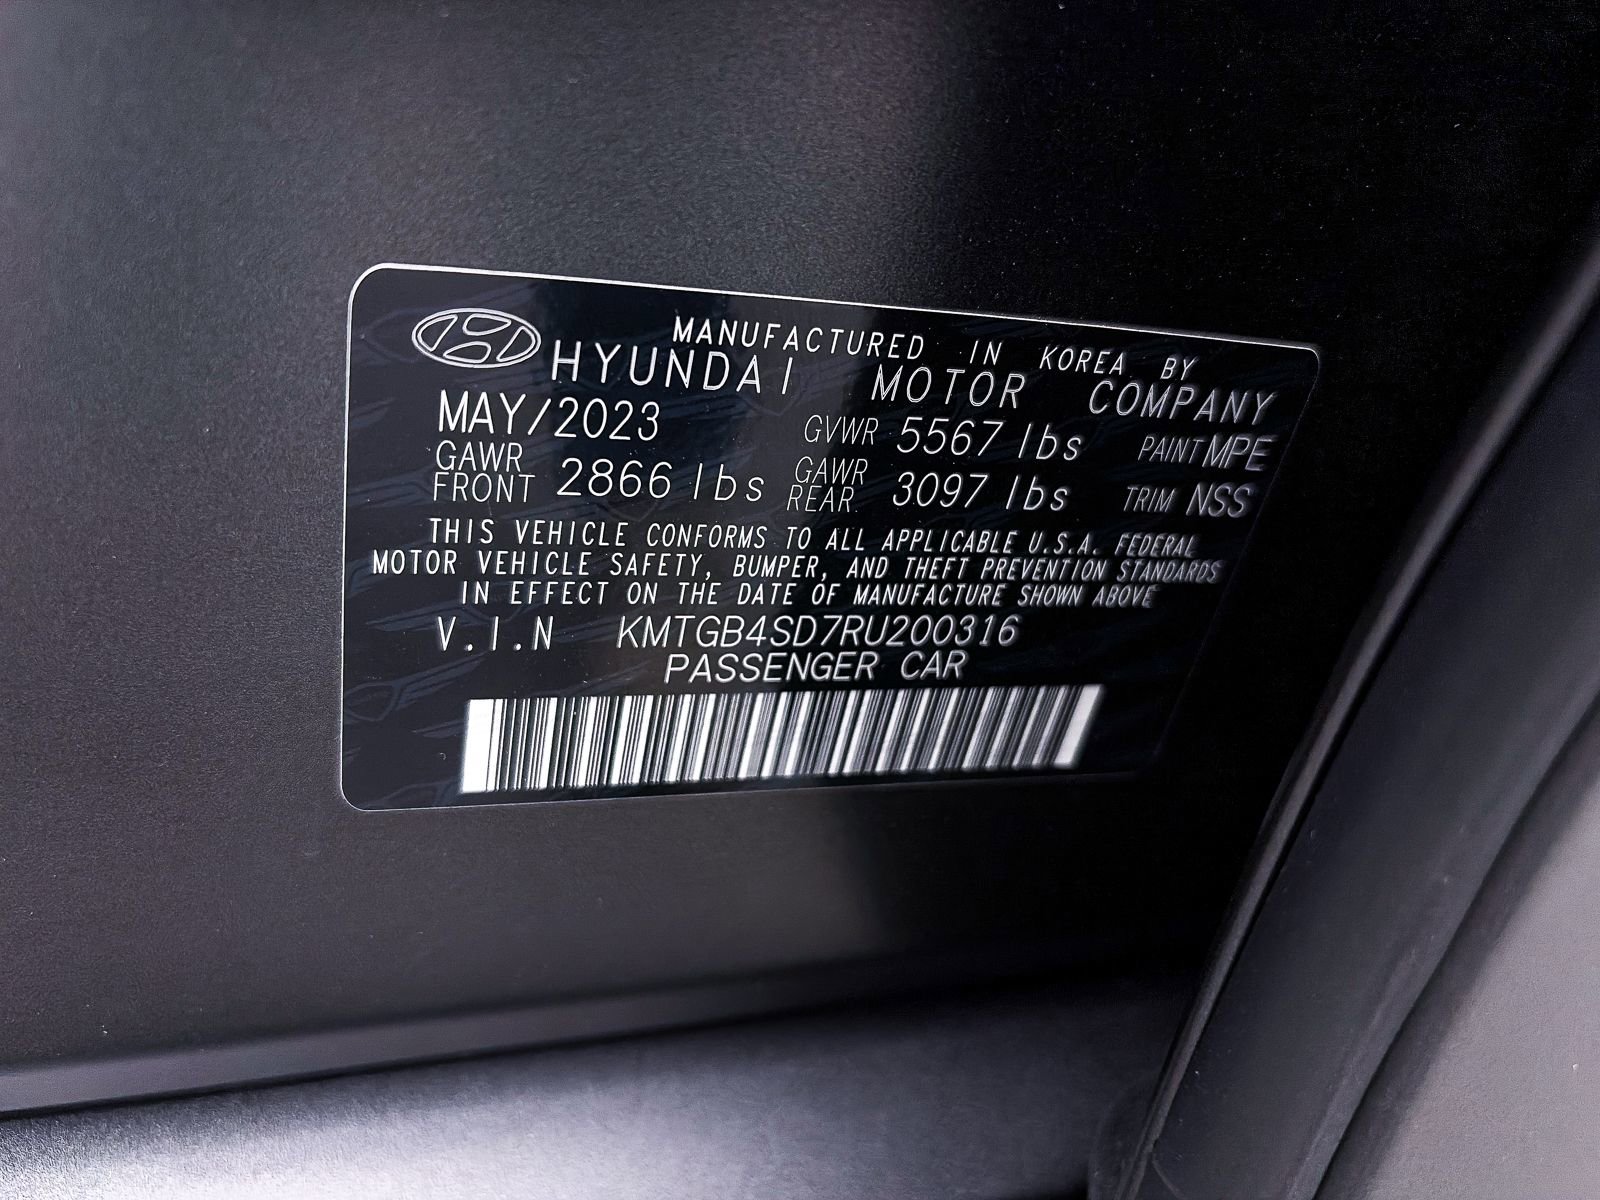 MANUFACTURED IN KOREA BY
HYUNDAI MOTOR COMPANY
MAY/2023 GVWR 5567 lbs PAINT MPE
GAWR FRONT 2866 lbs GAWR REAR 3097 lbs TRIM NSS
THIS VEHICLE CONFORMS TO ALL APPLICABLE U.S.A. FEDERAL
MOTOR VEHICLE SAFETY, BUMPER, AND THEFT PREVENTION STANDARDS
IN EFFECT ON THE DATE OF MANUFACTURE SHOWN ABOVE
V.I.N KMTGB4SD7RU200316
PASSENGER CAR